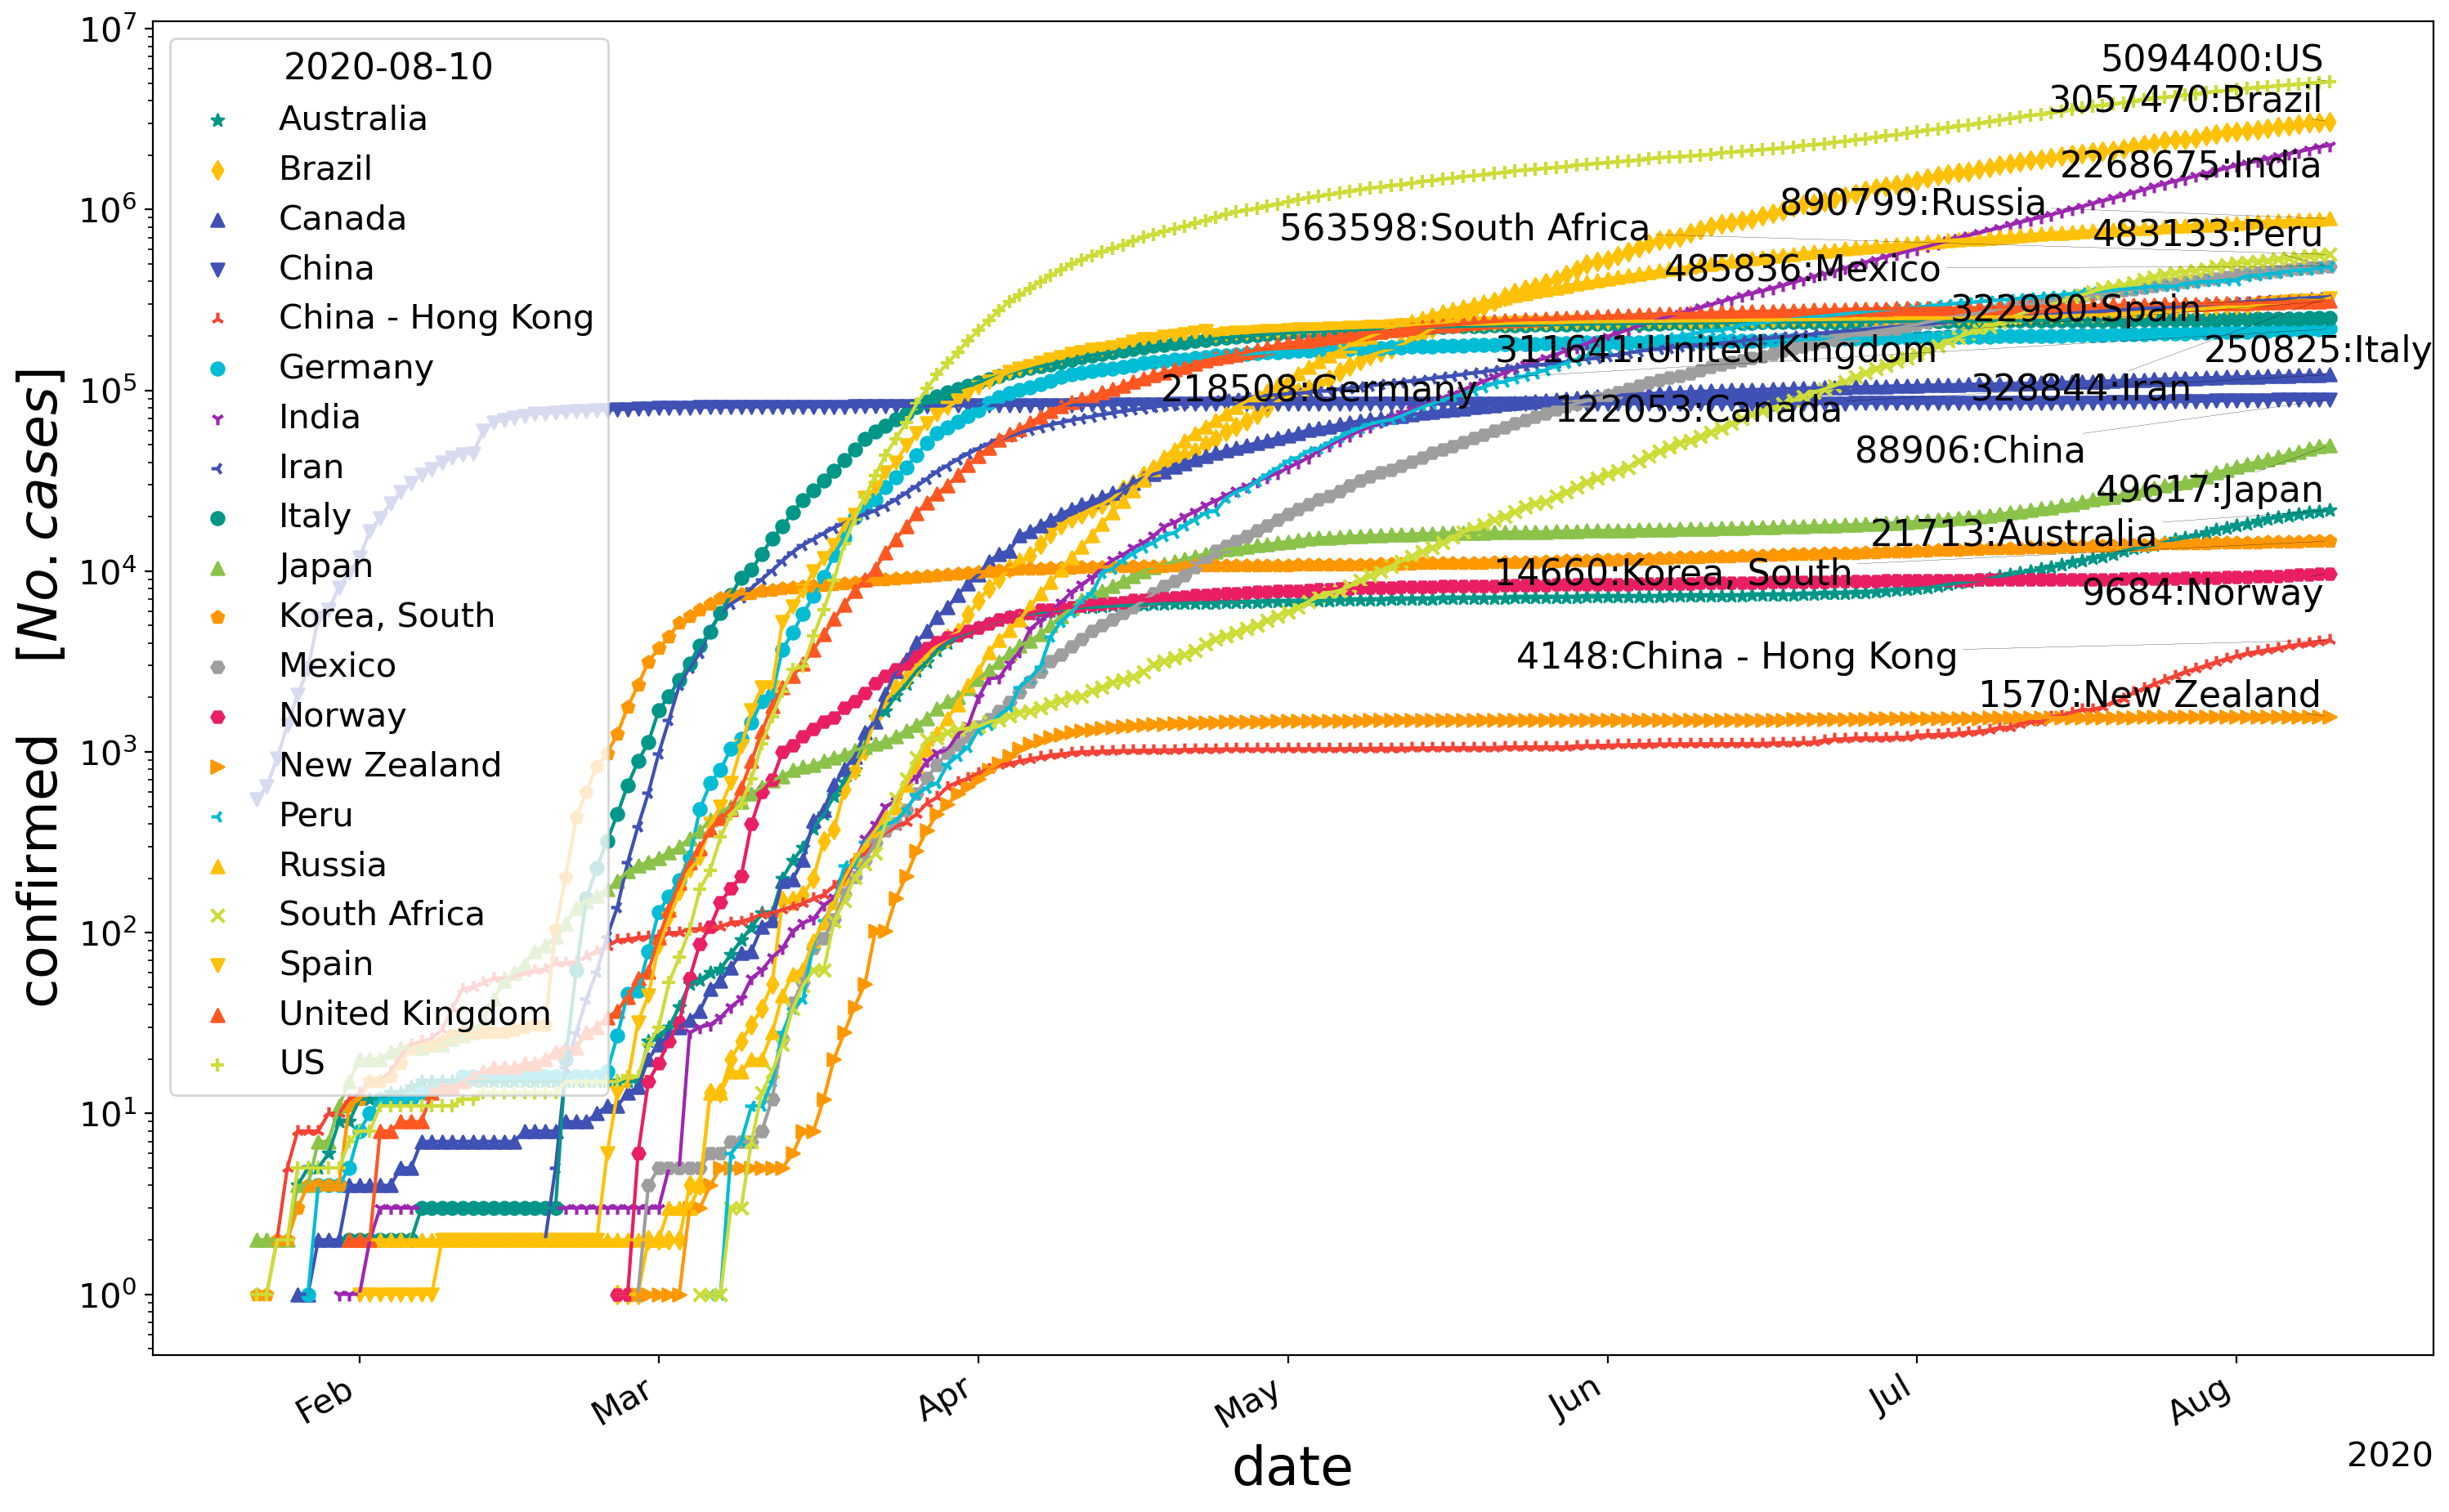 10^7
10^6
10^5
10^4
10^3
10^2
10^1
10^0
confirmed [No. cases]
2020-08-10
Australia
Brazil
Canada
China
China - Hong Kong
Germany
India
Iran
Italy
Japan
Korea, South
Mexico
Norway
New Zealand
Peru
Russia
South Africa
Spain
United Kingdom
US
5094400:US
3057470:Brazil
2268675:India
890799:Russia
563598:South Africa
483133:Peru
485836:Mexico
322980:Spain
311641:United Kingdom
250825:Italy
218508:Germany
328844:Iran
122053:Canada
88906:China
49617:Japan
21713:Australia
14660:Korea, South
9684:Norway
4148:China - Hong Kong
1570:New Zealand
Feb
Mar
Apr
May
Jun
Jul
Aug
2020
date